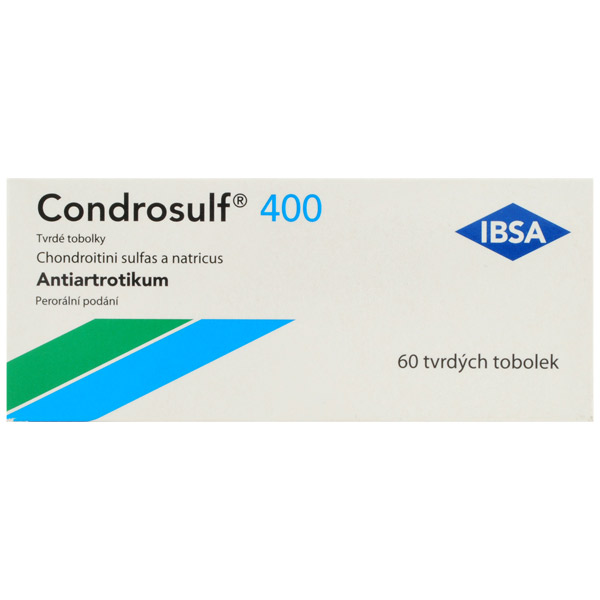 Condrosulf® 400
Tvrdé tobolky
Chondroitini sulfas a natricus
Antiartrotikum
Perorální podání
IBSA
60 tvrdých tobolek